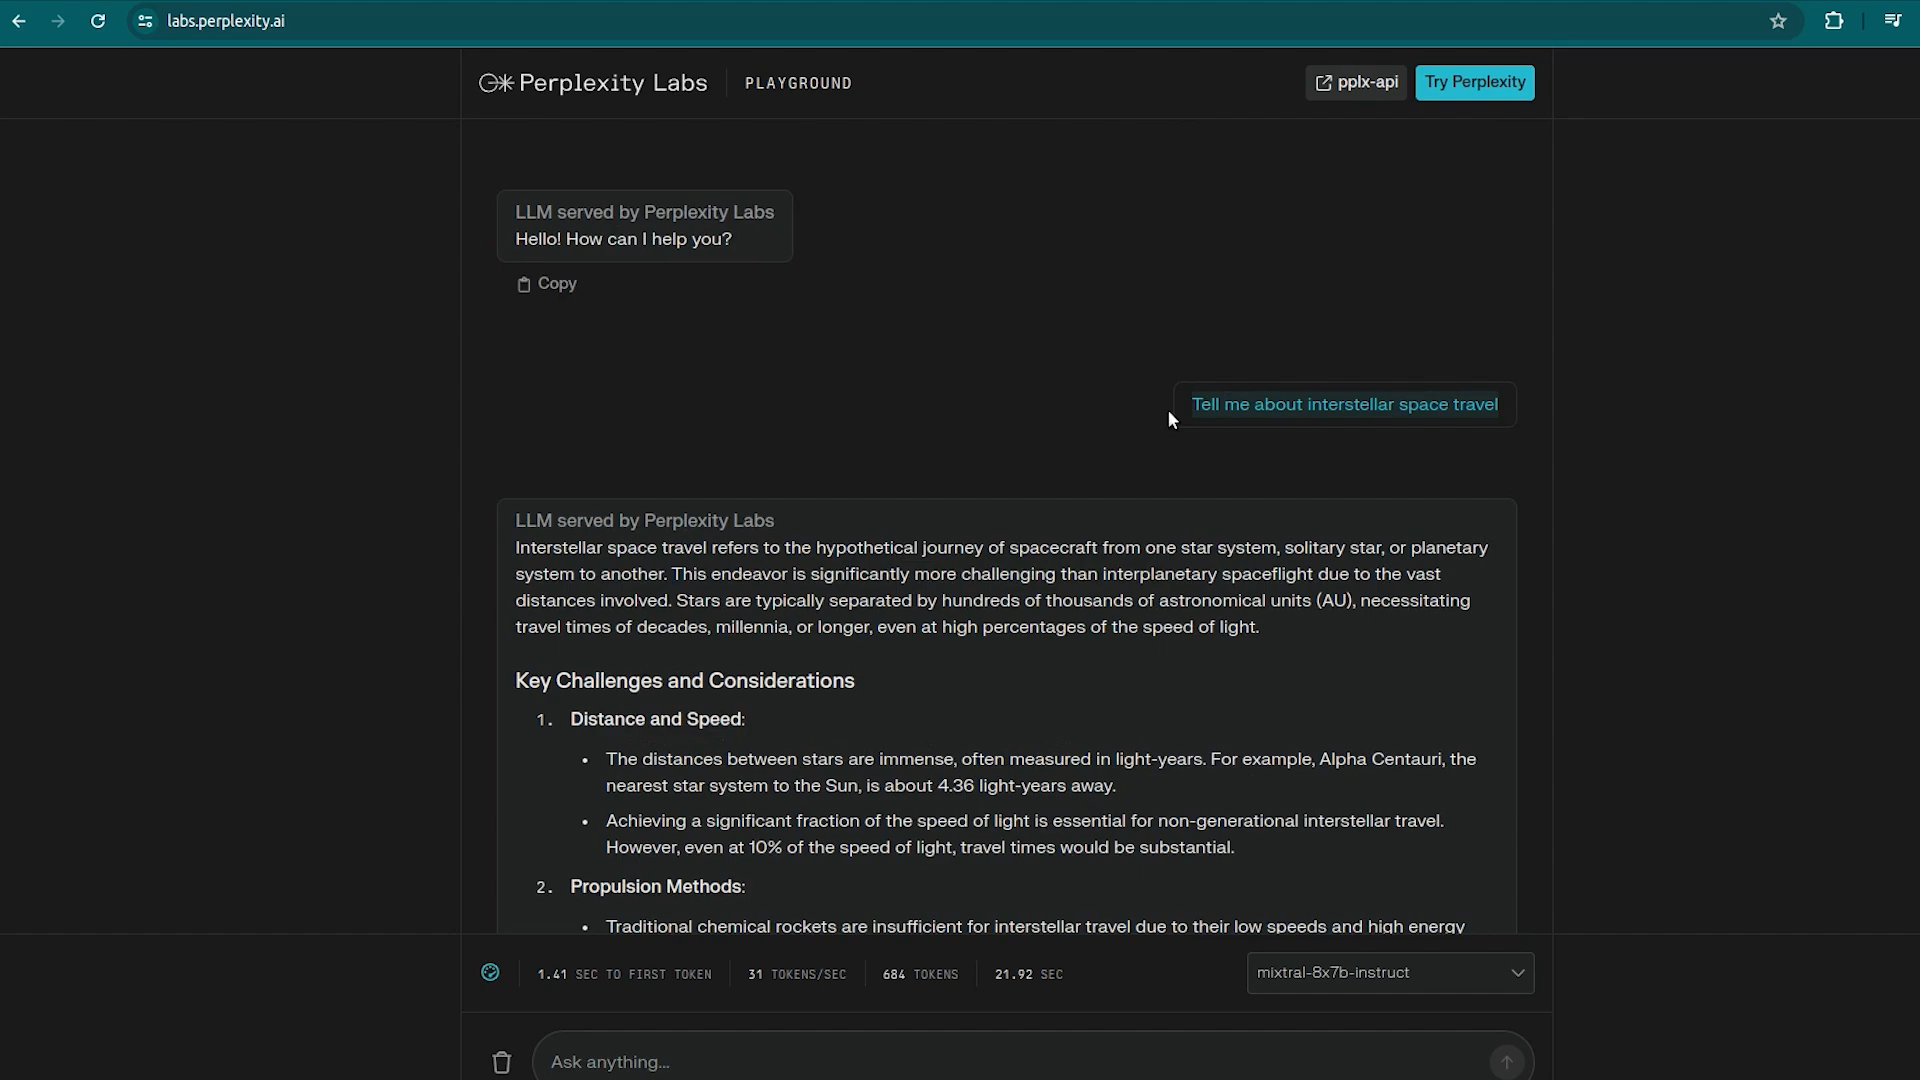 labs.perplexity.ai
Perplexity Labs
PLAYGROUND
pplx-api
Try Perplexity
LLM served by Perplexity Labs
Hello! How can I help you?
Copy
Tell me about interstellar space travel
LLM served by Perplexity Labs
Interstellar space travel refers to the hypothetical journey of spacecraft from one star system, solitary star, or planetary
system to another. This endeavor is significantly more challenging than interplanetary spaceflight due to the vast
distances involved. Stars are typically separated by hundreds of thousands of astronomical units (AU), necessitating
travel times of decades, millennia, or longer, even at high percentages of the speed of light.
Key Challenges and Considerations
1. Distance and Speed:
• The distances between stars are immense, often measured in light-years. For example, Alpha Centauri, the
nearest star system to the Sun, is about 4.36 light-years away.
• Achieving a significant fraction of the speed of light is essential for non-generational interstellar travel.
However, even at 10% of the speed of light, travel times would be substantial.
2. Propulsion Methods:
• Traditional chemical rockets are insufficient for interstellar travel due to their low speeds and high energy
1.41 SEC TO FIRST TOKEN
31 TOKENS/SEC
684 TOKENS
21.92 SEC
mixtral-8x7b-instruct
Ask anything...